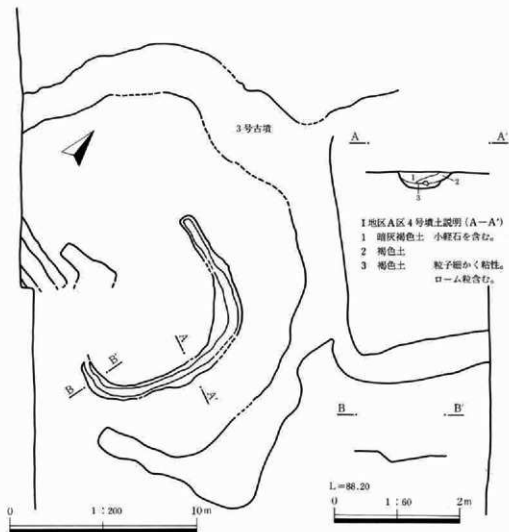 3号古墳
A
A'
1
2
3
I地区A区4号墳土説明(A—A')
1 暗灰褐色土 小軽石を含む。
2 褐色土
3 褐色土 粒子細かく粘性。
ローム粒含む。
A
A'
B
B'
B
B'
L=88.20
0 1:200 10m
0 1:60 2m